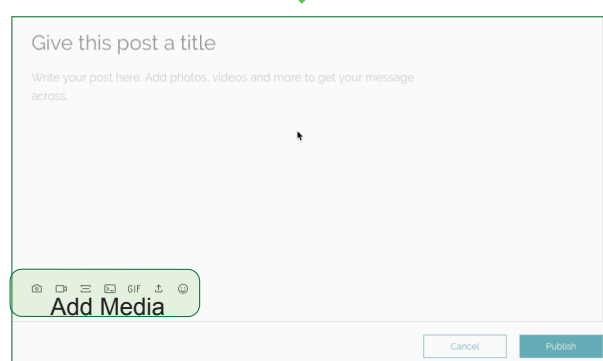 Give this post a title
Write your post here. Add photos, videos and more to get your message
across.
GIF
Add Media
Cancel
Publish